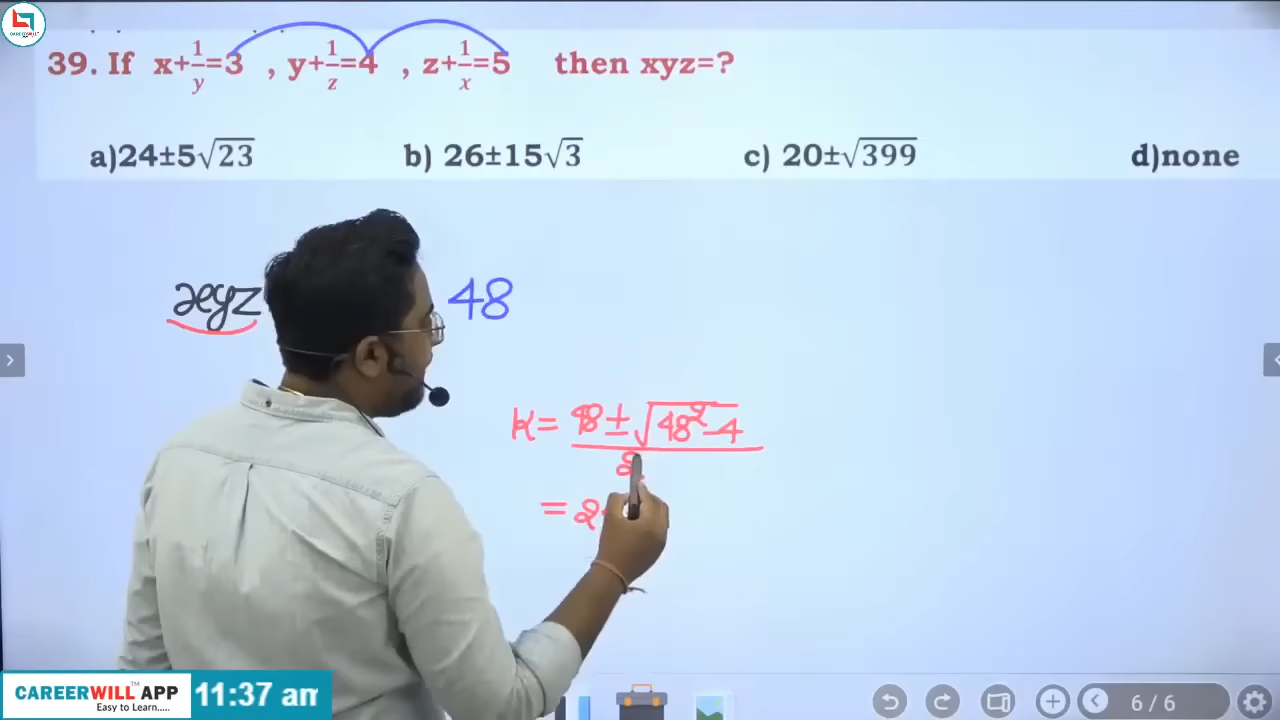 CAREERWILL
39. If x+1/y=3 , y+1/z=4 , z+1/x=5 then xyz=?
a)24±5√23 b) 26±15√3 c) 20±√399 d)none
xyz 48
K= 48±√48²-4 / 2
= 2
CAREERWILL APP
Easy to Learn.....
11:37 am
6 / 6